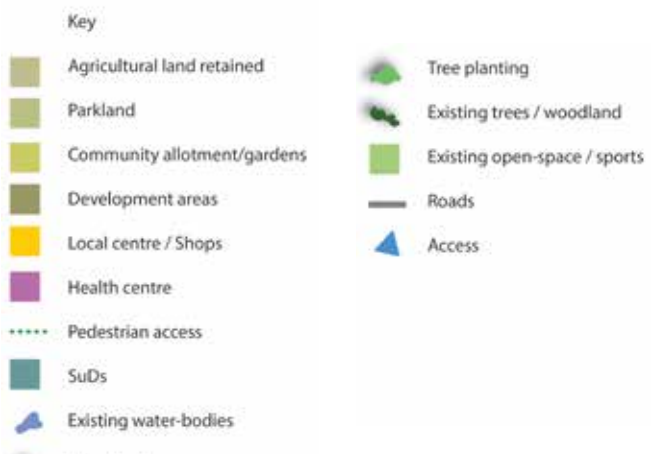 Key
Agricultural land retained
Parkland
Community allotment/gardens
Development areas
Local centre / Shops
Health centre
Pedestrian access
SuDs
Existing water-bodies
Tree planting
Existing trees / woodland
Existing open-space / sports
Roads
Access